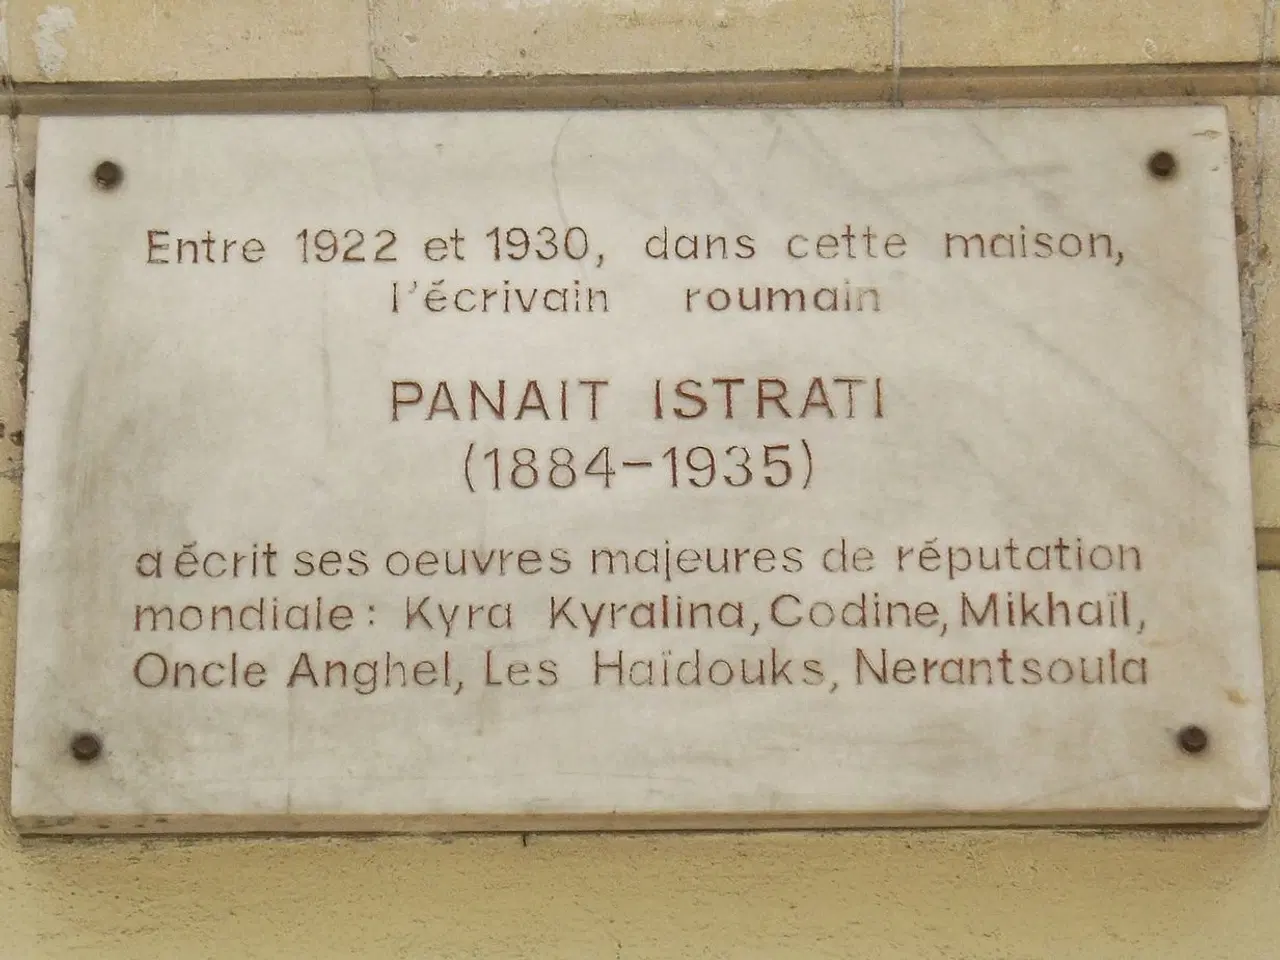 Entre 1922 et 1930, dans cette maison,
l'écrivain roumain
PANAIT ISTRATI
(1884-1935)
a écrit ses oeuvres majeures de réputation
mondiale: Kyra Kyralina, Codine, Mikhaïl,
Oncle Anghel, Les Haïdouks, Nerantsoula